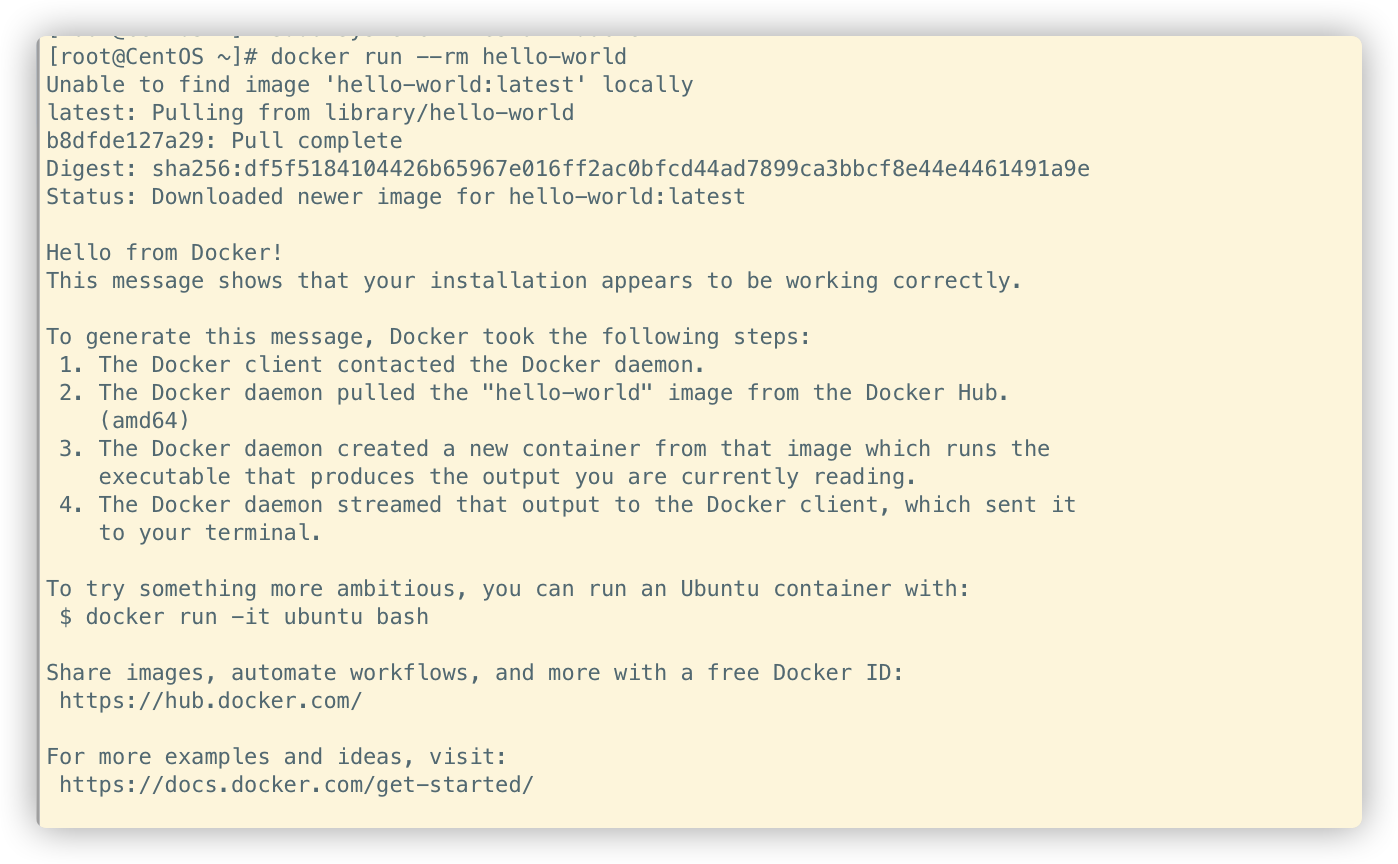 [root@CentOS ~]# docker run --rm hello-world
Unable to find image 'hello-world:latest' locally
latest: Pulling from library/hello-world
b8dfde127a29: Pull complete
Digest: sha256:df5f5184104426b65967e016ff2ac0bfcd44ad7899ca3bbcf8e44e4461491a9e
Status: Downloaded newer image for hello-world:latest

Hello from Docker!
This message shows that your installation appears to be working correctly.

To generate this message, Docker took the following steps:
 1. The Docker client contacted the Docker daemon.
 2. The Docker daemon pulled the "hello-world" image from the Docker Hub.
    (amd64)
 3. The Docker daemon created a new container from that image which runs the
    executable that produces the output you are currently reading.
 4. The Docker daemon streamed that output to the Docker client, which sent it
    to your terminal.

To try something more ambitious, you can run an Ubuntu container with:
 $ docker run -it ubuntu bash

Share images, automate workflows, and more with a free Docker ID:
 https://hub.docker.com/

For more examples and ideas, visit:
 https://docs.docker.com/get-started/